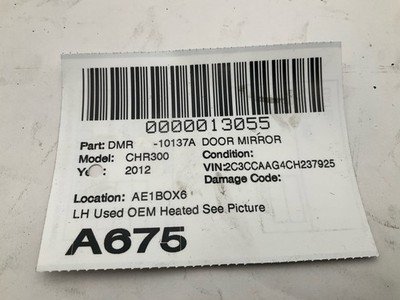 0000013055
Part: DMR -10137A DOOR MIRROR
Model: CHR300 Condition:
VIN:2C3CCAAG4CH237925
2012
Damage Code:
Location: AE1BOX6
LH Used OEM Heated See Picture
A675